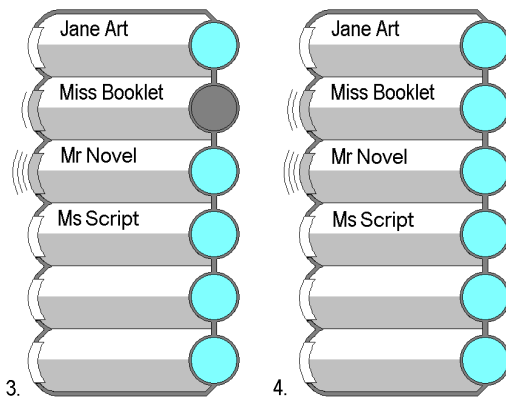 Jane Art
Miss Booklet
Mr Novel
Ms Script
3.
Jane Art
Miss Booklet
Mr Novel
Ms Script
4.